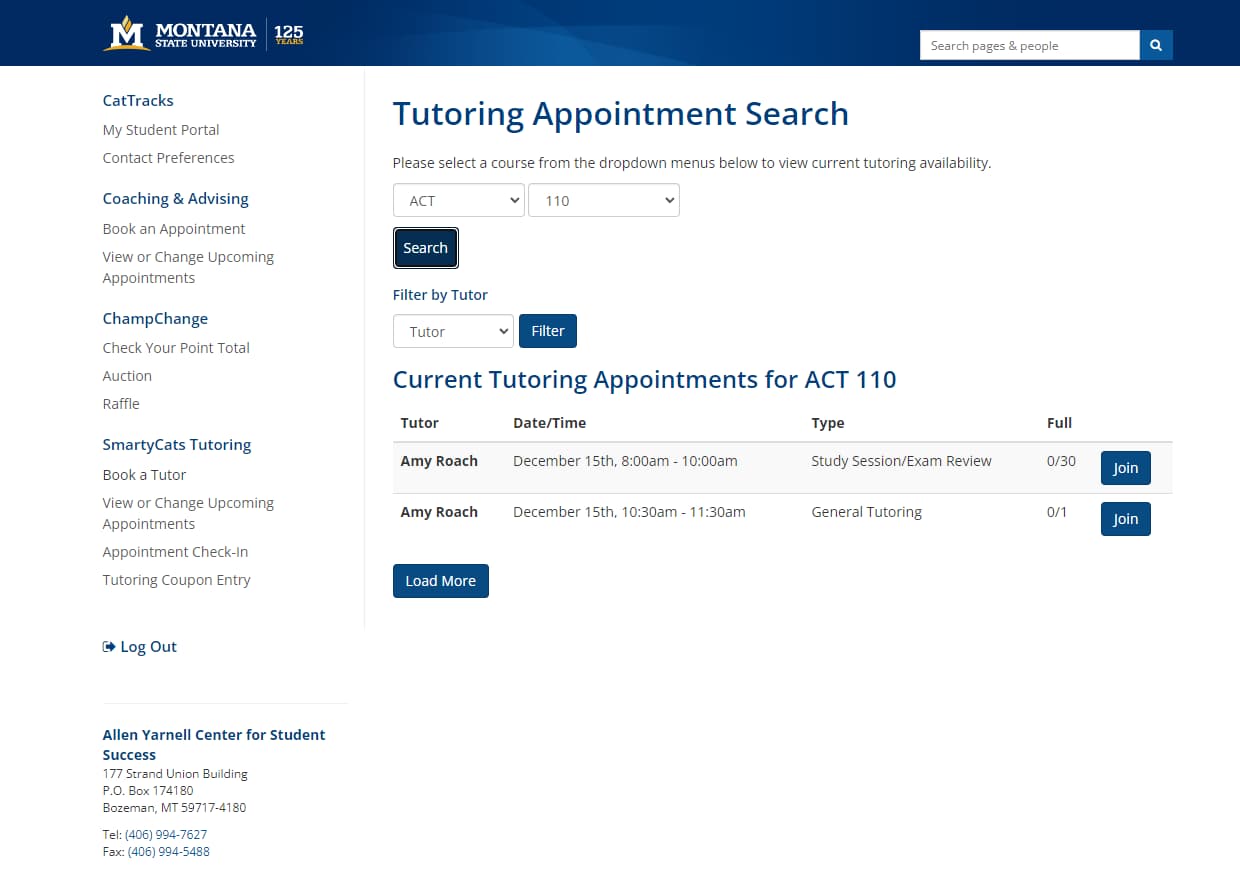 MONTANA
STATE UNIVERSITY
125
YEARS
Search pages & people
CatTracks
My Student Portal
Contact Preferences
Coaching & Advising
Book an Appointment
View or Change Upcoming
Appointments
ChampChange
Check Your Point Total
Auction
Raffle
SmartyCats Tutoring
Book a Tutor
View or Change Upcoming
Appointments
Appointment Check-In
Tutoring Coupon Entry
Log Out
Allen Yarnell Center for Student
Success
177 Strand Union Building
P.O. Box 174180
Bozeman, MT 59717-4180
Tel: (406) 994-7627
Fax: (406) 994-5488
Tutoring Appointment Search
Please select a course from the dropdown menus below to view current tutoring availability.
ACT 110
Search
Filter by Tutor
Tutor Filter
Current Tutoring Appointments for ACT 110
Tutor Date/Time Type Full
Amy Roach December 15th, 8:00am - 10:00am Study Session/Exam Review 0/30 Join
Amy Roach December 15th, 10:30am - 11:30am General Tutoring 0/1 Join
Load More